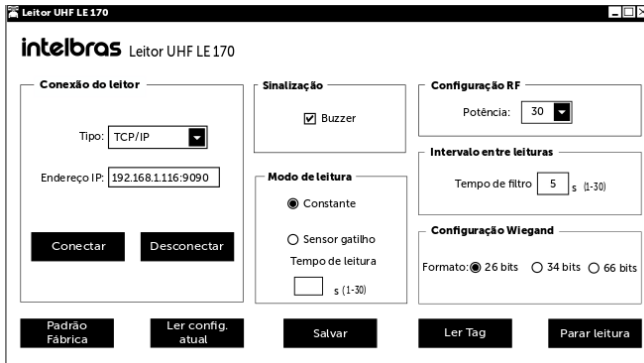 Leitor UHF LE 170
intelbras Leitor UHF LE 170
Conexão do leitor
Tipo: TCP/IP
Endereço IP: 192.168.1.116:9090
Conectar Desconectar
Sinalização
Buzzer
Modo de leitura
Constante
Sensor gatilho
Tempo de leitura
s (1-30)
Configuração RF
Potência: 30
Intervalo entre leituras
Tempo de filtro 5 s (1-30)
Configuração Wiegand
Formato: 26 bits 34 bits 66 bits
Padrão
Fábrica
Ler config.
atual
Salvar
Ler Tag
Parar leitura